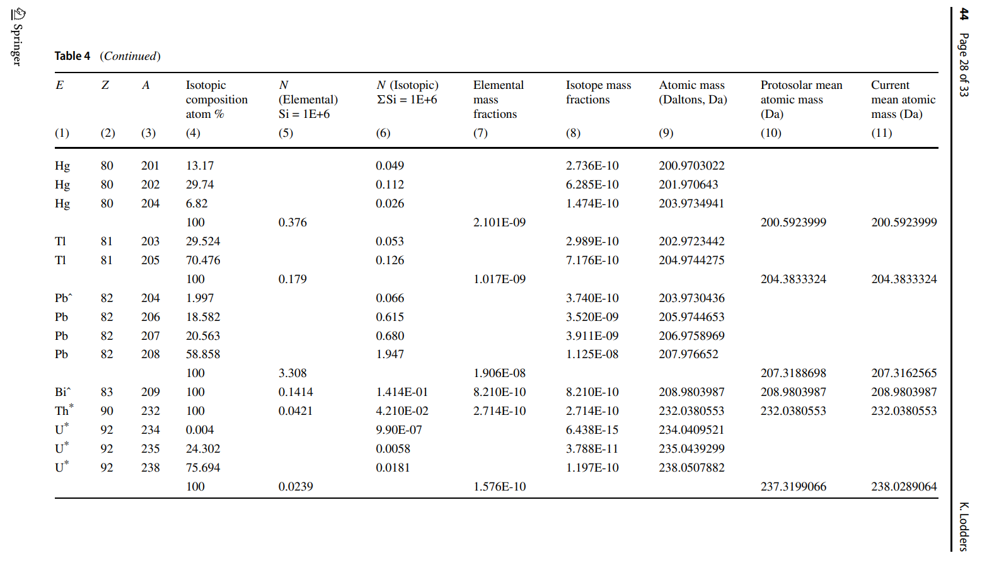 Springer
44 Page 28 of 33
Table 4 (Continued)
E Z A Isotopic composition atom % N (Elemental) Si = 1E+6 N (Isotopic) ΣSi = 1E+6 Elemental mass fractions Isotope mass fractions Atomic mass (Daltons, Da) Protosolar mean atomic mass (Da) Current mean atomic mass (Da)
(1) (2) (3) (4) (5) (6) (7) (8) (9) (10) (11)
Hg 80 201 13.17 0.049 2.736E-10 200.9703022
Hg 80 202 29.74 0.112 6.285E-10 201.970643
Hg 80 204 6.82 0.026 1.474E-10 203.9734941
100 0.376 2.101E-09 200.5923999 200.5923999
Tl 81 203 29.524 0.053 2.989E-10 202.9723442
Tl 81 205 70.476 0.126 7.176E-10 204.9744275
100 0.179 1.017E-09 204.3833324 204.3833324
Pbˆ 82 204 1.997 0.066 3.740E-10 203.9730436
Pb 82 206 18.582 0.615 3.520E-09 205.9744653
Pb 82 207 20.563 0.680 3.911E-09 206.9758969
Pb 82 208 58.858 1.947 1.125E-08 207.976652
100 3.308 1.906E-08 207.3188698 207.3162565
Biˆ 83 209 100 0.1414 1.414E-01 8.210E-10 8.210E-10 208.9803987 208.9803987 208.9803987
Th* 90 232 100 0.0421 4.210E-02 2.714E-10 2.714E-10 232.0380553 232.0380553 232.0380553
U* 92 234 0.004 9.90E-07 6.438E-15 234.0409521
U* 92 235 24.302 0.0058 3.788E-11 235.0439299
U* 92 238 75.694 0.0181 1.197E-10 238.0507882
100 0.0239 1.576E-10 237.3199066 238.0289064
K. Lodders